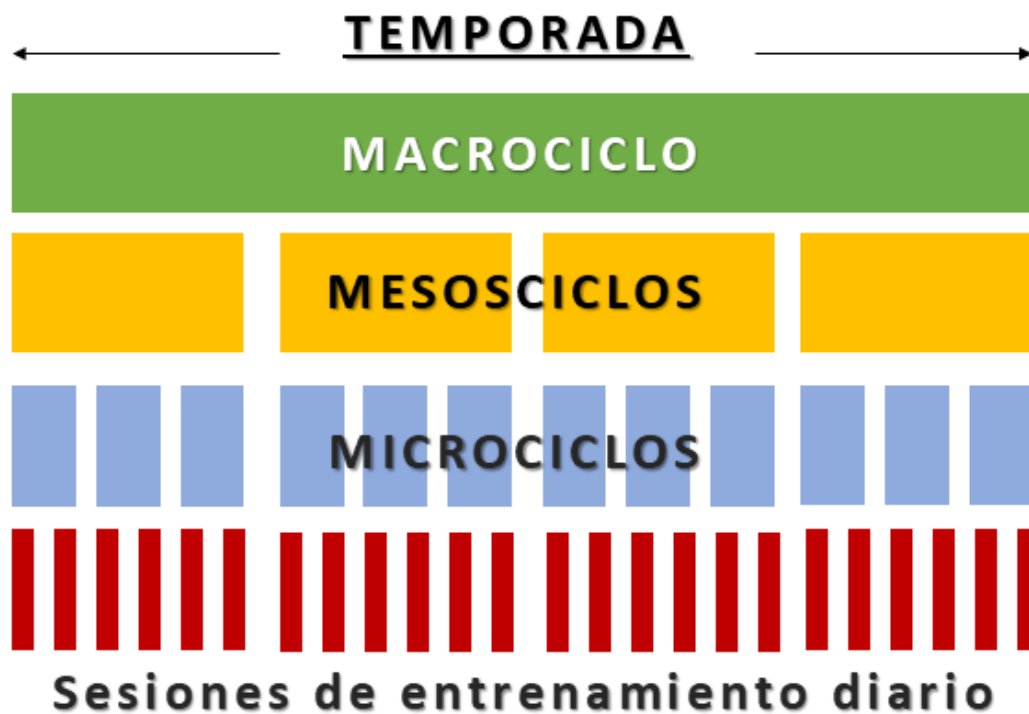 TEMPORADA
MACROCICLO
MESOSCICLOS
MICROCICLOS
Sesiones de entrenamiento diario